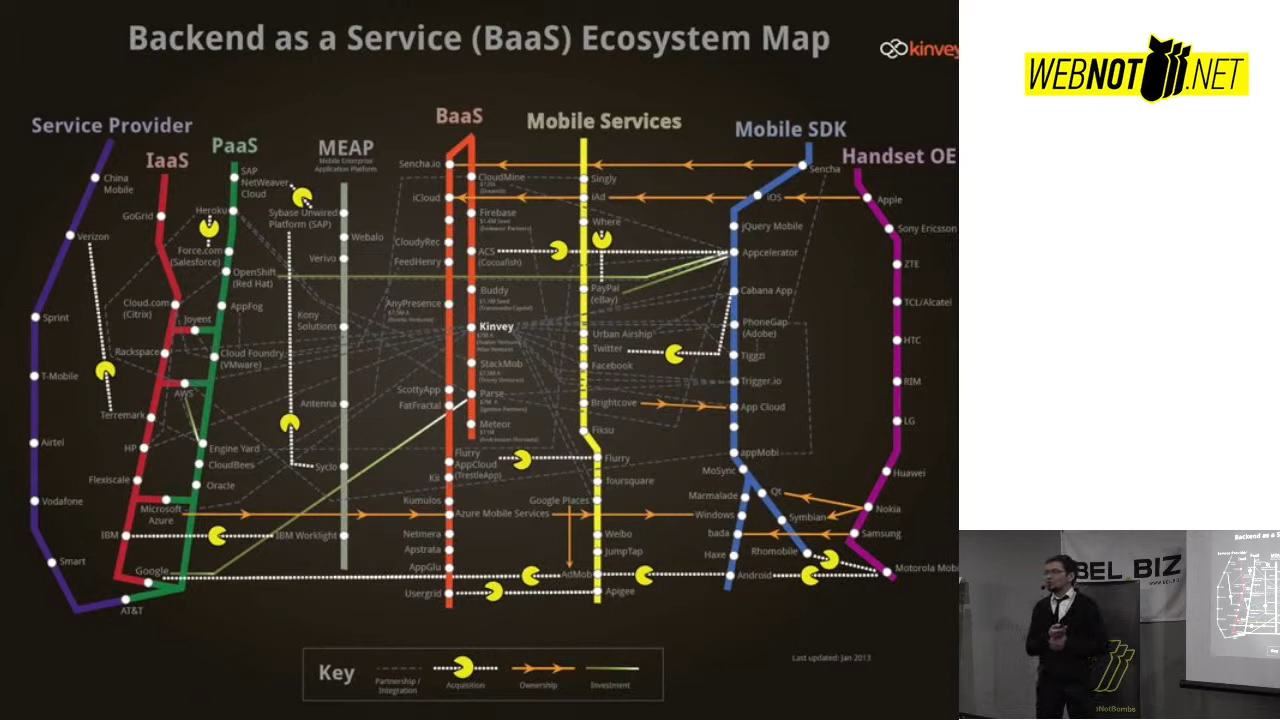 Backend as a Service (BaaS) Ecosystem Map
kinvey
WEBNOT.NET
Service Provider
China
Mobile
Verizon
Sprint
T-Mobile
Airtel
Vodafone
Smart
AT&T
IaaS
GoGrid
Cloud.com
(Citrix)
Joyent
Rackspace
AWS
Terremark
HP
Flexiscale
Microsoft
Azure
IBM
Google
PaaS
SAP
NetWeaver
Cloud
Heroku
Force.com
(Salesforce)
OpenShift
(Red Hat)
AppFog
Cloud Foundry
(VMware)
Engine Yard
CloudBees
Oracle
MEAP
Mobile Enterprise
Application Platform
Sybase Unwired
Platform (SAP)
Webalo
Verivo
Kony
Solutions
Antenna
Syclo
IBM Worklight
BaaS
Sencha.io
CloudMine
iCloud
Firebase
CloudyRec
ACS
(Cocoafish)
FeedHenry
Buddy
AnyPresence
Kinvey
StackMob
ScottyApp
Parse
FatFractal
Meteor
Flurry
AppCloud
(TrestleApp)
Kii
Kumulos
Azure Mobile Services
Netmera
Apstrata
AppGlu
Usergrid
Mobile Services
Singly
iAd
Where
PayPal
(eBay)
Urban Airship
Twitter
Facebook
Brightcove
Fiksu
Flurry
foursquare
Google Places
Weibo
JumpTap
AdMob
Apigee
Mobile SDK
Sencha
iOS
jQuery Mobile
Appcelerator
Cabana App
PhoneGap
(Adobe)
Tiggzi
Trigger.io
App Cloud
appMobi
MoSync
Marmalade
Qt
Windows
Symbian
bada
Rhomobile
Haxe
Android
Handset OE
Apple
Sony Ericsson
ZTE
TCL/Alcatel
HTC
RIM
LG
Huawei
Nokia
Samsung
Motorola Mobi
Key
Partnership /
Integration
Acquisition
Ownership
Investment
Last updated: Jan 2013
BEL BIZ
NotBombs